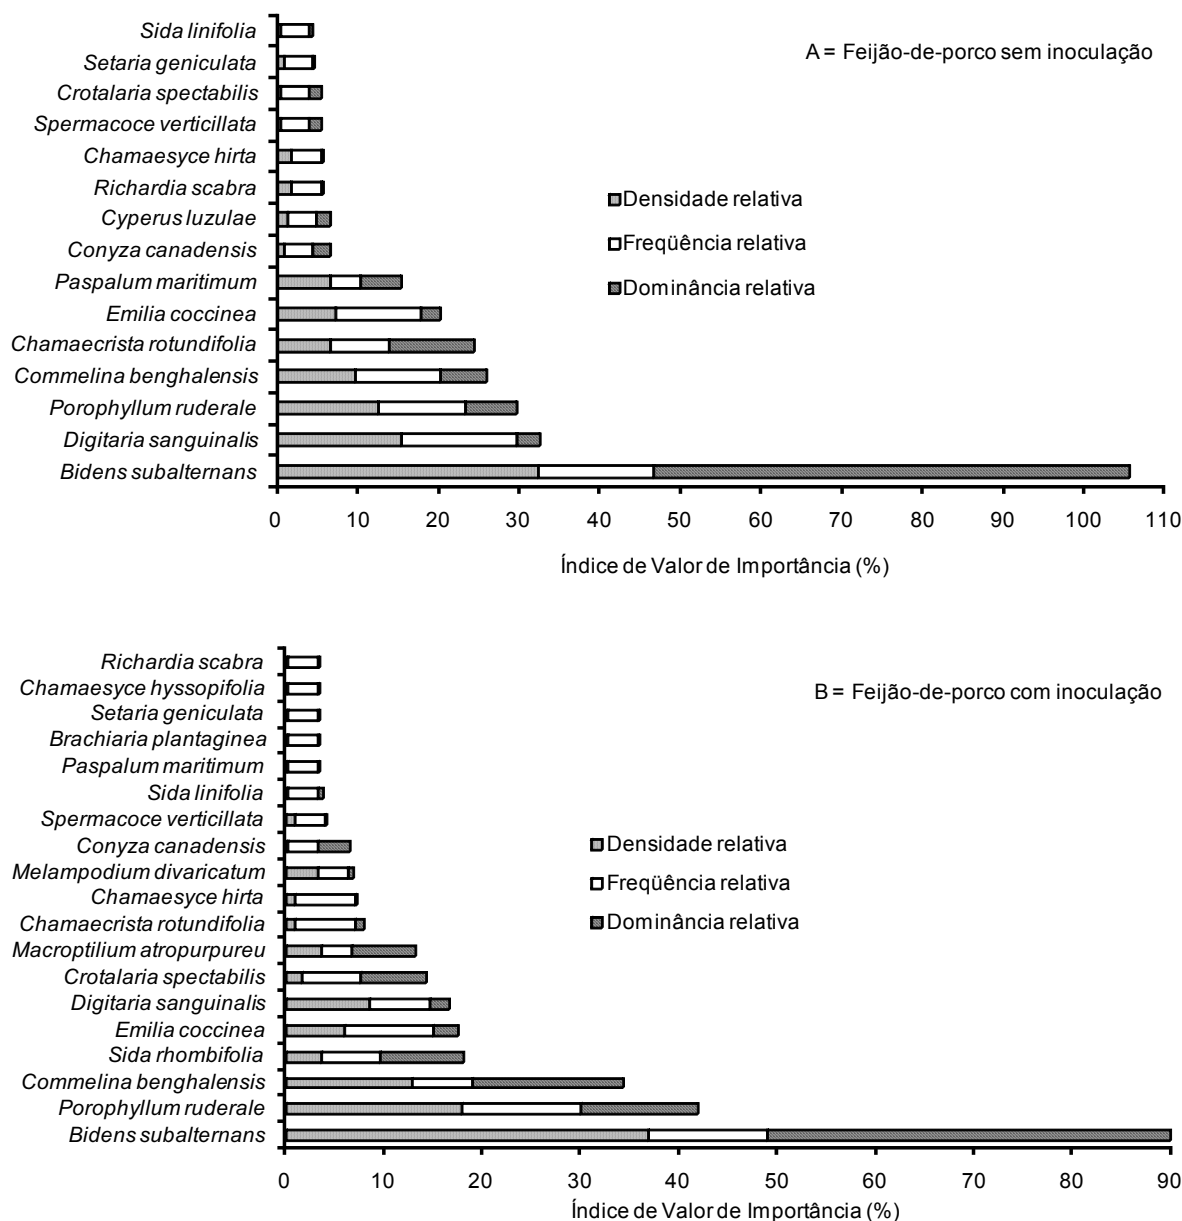 Sida linifolia
Setaria geniculata
Crotalaria spectabilis
Spermacoce verticillata
Chamaesyce hirta
Richardia scabra
Cyperus luzulae
Conyza canadensis
Paspalum maritimum
Emilia coccinea
Chamaecrista rotundifolia
Commelina benghalensis
Porophyllum ruderale
Digitaria sanguinalis
Bidens subalternans
A = Feijão-de-porco sem inoculação
Densidade relativa
Freqüência relativa
Dominância relativa
0 10 20 30 40 50 60 70 80 90 100 110
Índice de Valor de Importância (%)
Richardia scabra
Chamaesyce hyssopifolia
Setaria geniculata
Brachiaria plantaginea
Paspalum maritimum
Sida linifolia
Spermacoce verticillata
Conyza canadensis
Melampodium divaricatum
Chamaesyce hirta
Chamaecrista rotundifolia
Macroptilium atropurpureu
Crotalaria spectabilis
Digitaria sanguinalis
Emilia coccinea
Sida rhombifolia
Commelina benghalensis
Porophyllum ruderale
Bidens subalternans
B = Feijão-de-porco com inoculação
Densidade relativa
Freqüência relativa
Dominância relativa
0 10 20 30 40 50 60 70 80 90
Índice de Valor de Importância (%)